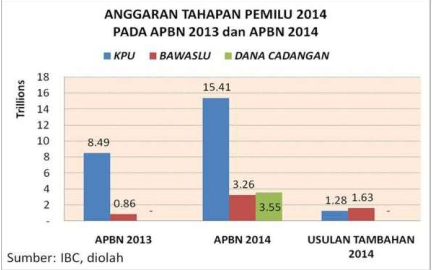 ANGGARAN TAHAPAN PEMILU 2014
PADA APBN 2013 dan APBN 2014
KPU BAWASLU DANA CADANGAN
Trillions
18
16
14
12
10
8
6
4
2
-
8.49
0.86
-
15.41
3.26
3.55
1.28
1.63
-
APBN 2013
APBN 2014
USULAN TAMBAHAN
2014
Sumber: IBC, diolah